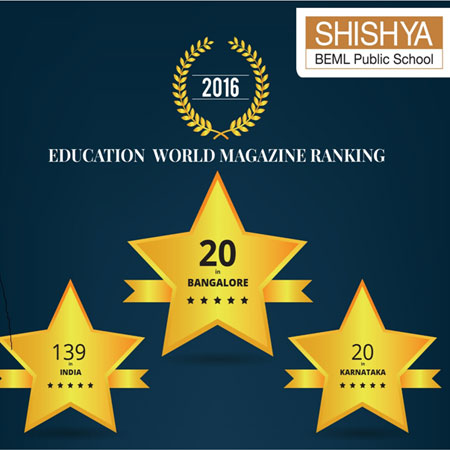 SHISHYA
BEML Public School
2016
EDUCATION WORLD MAGAZINE RANKING
20
in
BANGALORE
139
in
INDIA
20
in
KARNATAKA